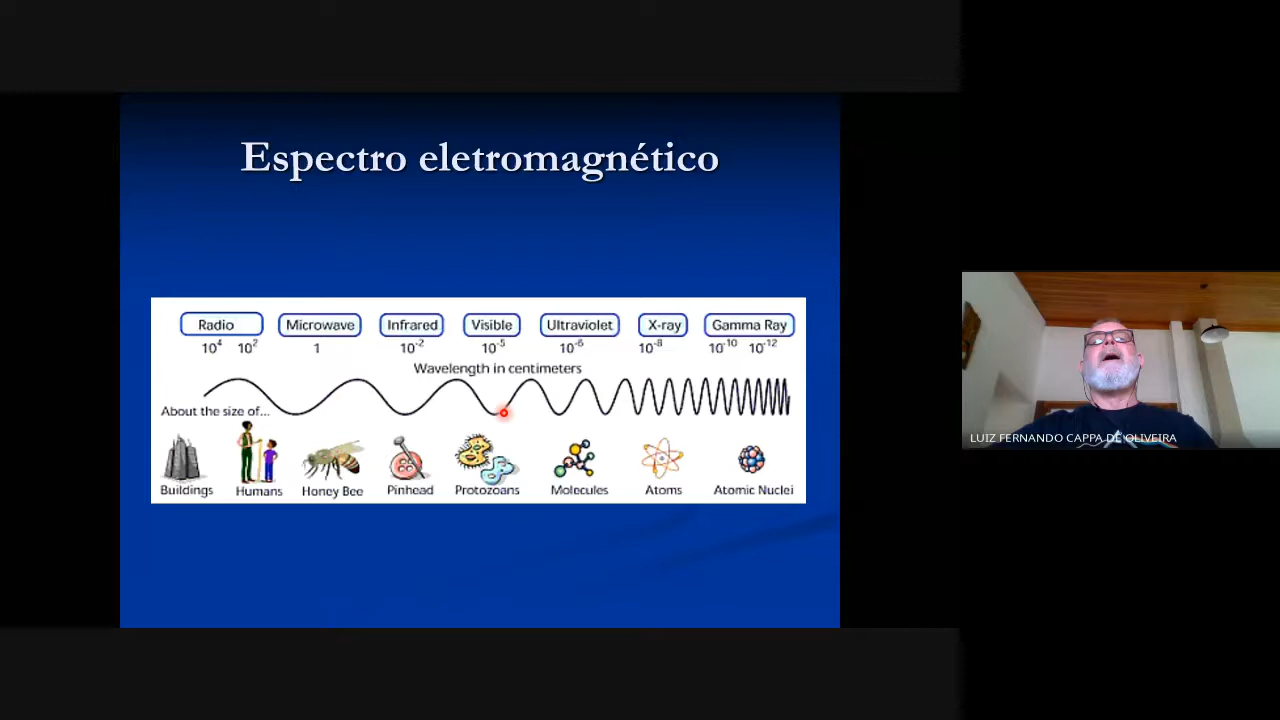 Espectro eletromagnético
Radio Microwave Infrared Visible Ultraviolet X-ray Gamma Ray
10⁴ 10² 1 10⁻² 10⁻⁵ 10⁻⁶ 10⁻⁸ 10⁻¹⁰ 10⁻¹²
Wavelength in centimeters
About the size of...
Buildings Humans Honey Bee Pinhead Protozoans Molecules Atoms Atomic Nuclei
LUIZ FERNANDO CAPPA DE OLIVEIRA